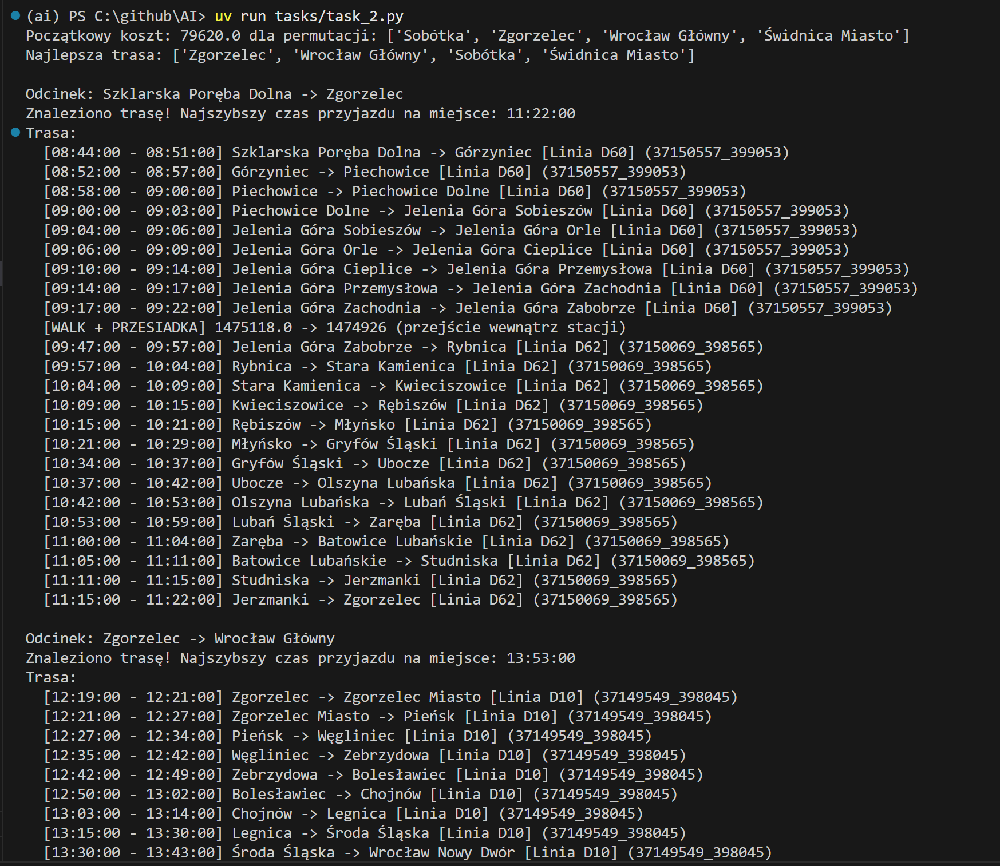 (ai) PS C:\github\AI> uv run tasks/task_2.py
Początkowy koszt: 79620.0 dla permutacji: ['Sobótka', 'Zgorzelec', 'Wrocław Główny', 'Świdnica Miasto']
Najlepsza trasa: ['Zgorzelec', 'Wrocław Główny', 'Sobótka', 'Świdnica Miasto']

Odcinek: Szklarska Poręba Dolna -> Zgorzelec
Znaleziono trasę! Najszybszy czas przyjazdu na miejsce: 11:22:00
Trasa:
  [08:44:00 - 08:51:00] Szklarska Poręba Dolna -> Górzyniec [Linia D60] (37150557_399053)
  [08:52:00 - 08:57:00] Górzyniec -> Piechowice [Linia D60] (37150557_399053)
  [08:58:00 - 09:00:00] Piechowice -> Piechowice Dolne [Linia D60] (37150557_399053)
  [09:00:00 - 09:03:00] Piechowice Dolne -> Jelenia Góra Sobieszów [Linia D60] (37150557_399053)
  [09:04:00 - 09:06:00] Jelenia Góra Sobieszów -> Jelenia Góra Orle [Linia D60] (37150557_399053)
  [09:06:00 - 09:09:00] Jelenia Góra Orle -> Jelenia Góra Cieplice [Linia D60] (37150557_399053)
  [09:10:00 - 09:14:00] Jelenia Góra Cieplice -> Jelenia Góra Przemysłowa [Linia D60] (37150557_399053)
  [09:14:00 - 09:17:00] Jelenia Góra Przemysłowa -> Jelenia Góra Zachodnia [Linia D60] (37150557_399053)
  [09:17:00 - 09:22:00] Jelenia Góra Zachodnia -> Jelenia Góra Zabobrze [Linia D60] (37150557_399053)
  [WALK + PRZESIADKA] 1475118.0 -> 1474926 (przejście wewnątrz stacji)
  [09:47:00 - 09:57:00] Jelenia Góra Zabobrze -> Rybnica [Linia D62] (37150069_398565)
  [09:57:00 - 10:04:00] Rybnica -> Stara Kamienica [Linia D62] (37150069_398565)
  [10:04:00 - 10:09:00] Stara Kamienica -> Kwieciszowice [Linia D62] (37150069_398565)
  [10:09:00 - 10:15:00] Kwieciszowice -> Rębiszów [Linia D62] (37150069_398565)
  [10:15:00 - 10:21:00] Rębiszów -> Młyńsko [Linia D62] (37150069_398565)
  [10:21:00 - 10:29:00] Młyńsko -> Gryfów Śląski [Linia D62] (37150069_398565)
  [10:34:00 - 10:37:00] Gryfów Śląski -> Ubocze [Linia D62] (37150069_398565)
  [10:37:00 - 10:42:00] Ubocze -> Olszyna Lubańska [Linia D62] (37150069_398565)
  [10:42:00 - 10:53:00] Olszyna Lubańska -> Lubań Śląski [Linia D62] (37150069_398565)
  [10:53:00 - 10:59:00] Lubań Śląski -> Zaręba [Linia D62] (37150069_398565)
  [11:00:00 - 11:04:00] Zaręba -> Batowice Lubańskie [Linia D62] (37150069_398565)
  [11:05:00 - 11:11:00] Batowice Lubańskie -> Studniska [Linia D62] (37150069_398565)
  [11:11:00 - 11:15:00] Studniska -> Jerzmanki [Linia D62] (37150069_398565)
  [11:15:00 - 11:22:00] Jerzmanki -> Zgorzelec [Linia D62] (37150069_398565)

Odcinek: Zgorzelec -> Wrocław Główny
Znaleziono trasę! Najszybszy czas przyjazdu na miejsce: 13:53:00
Trasa:
  [12:19:00 - 12:21:00] Zgorzelec -> Zgorzelec Miasto [Linia D10] (37149549_398045)
  [12:21:00 - 12:27:00] Zgorzelec Miasto -> Pieńsk [Linia D10] (37149549_398045)
  [12:27:00 - 12:34:00] Pieńsk -> Węgliniec [Linia D10] (37149549_398045)
  [12:35:00 - 12:42:00] Węgliniec -> Zebrzydowa [Linia D10] (37149549_398045)
  [12:42:00 - 12:49:00] Zebrzydowa -> Bolesławiec [Linia D10] (37149549_398045)
  [12:50:00 - 13:02:00] Bolesławiec -> Chojnów [Linia D10] (37149549_398045)
  [13:03:00 - 13:14:00] Chojnów -> Legnica [Linia D10] (37149549_398045)
  [13:15:00 - 13:30:00] Legnica -> Środa Śląska [Linia D10] (37149549_398045)
  [13:30:00 - 13:43:00] Środa Śląska -> Wrocław Nowy Dwór [Linia D10] (37149549_398045)